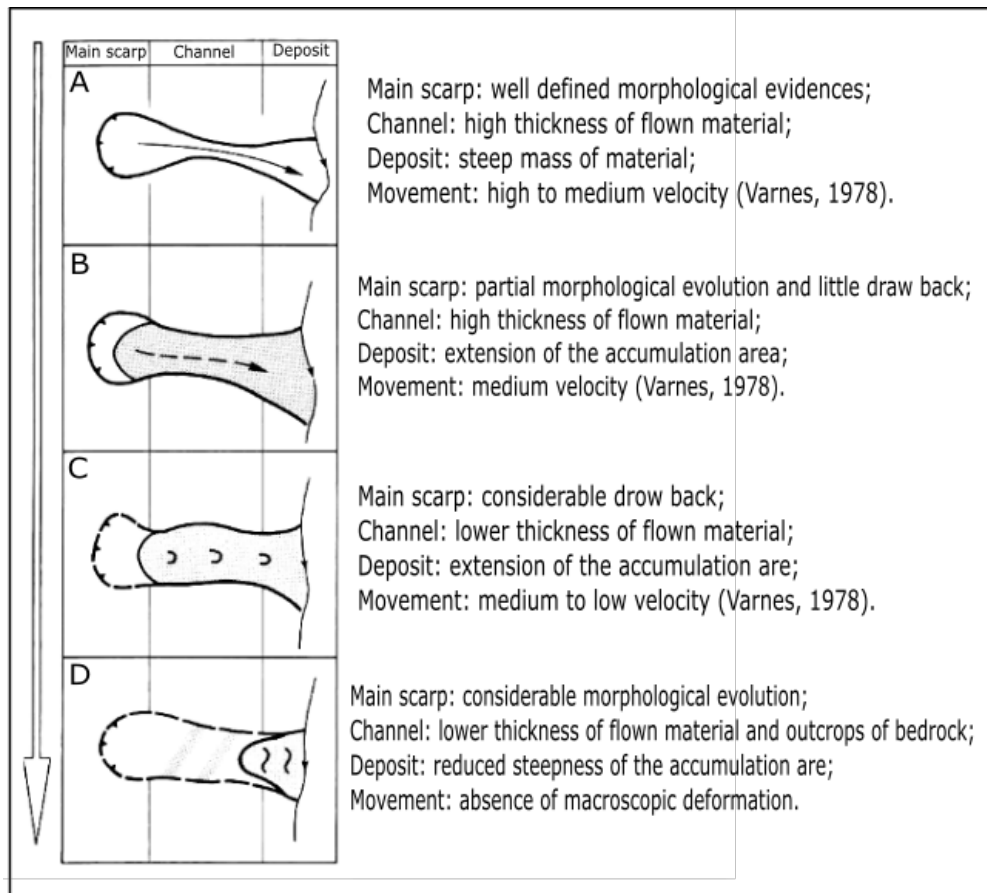 Main scarp Channel Deposit
A
Main scarp: well defined morphological evidences;
Channel: high thickness of flown material;
Deposit: steep mass of material;
Movement: high to medium velocity (Varnes, 1978).
B
Main scarp: partial morphological evolution and little draw back;
Channel: high thickness of flown material;
Deposit: extension of the accumulation area;
Movement: medium velocity (Varnes, 1978).
C
Main scarp: considerable drow back;
Channel: lower thickness of flown material;
Deposit: extension of the accumulation are;
Movement: medium to low velocity (Varnes, 1978).
D
Main scarp: considerable morphological evolution;
Channel: lower thickness of flown material and outcrops of bedrock;
Deposit: reduced steepness of the accumulation are;
Movement: absence of macroscopic deformation.